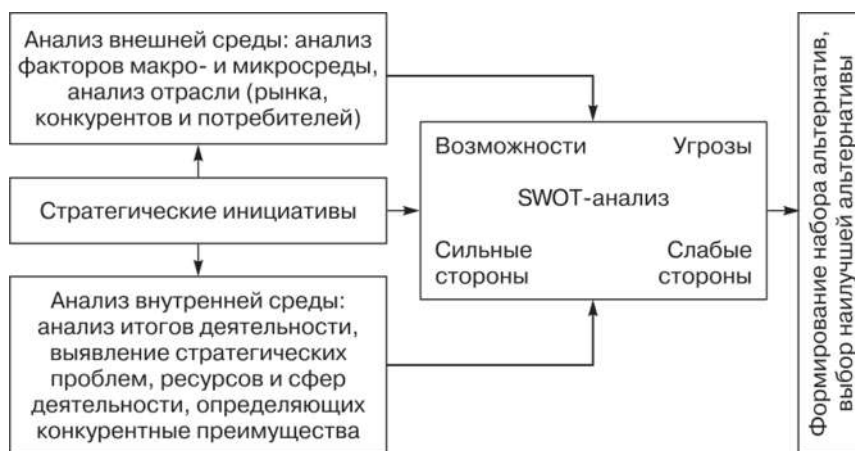 Анализ внешней среды: анализ
факторов макро- и микросреды,
анализ отрасли (рынка,
конкурентов и потребителей)
Стратегические инициативы
Анализ внутренней среды:
анализ итогов деятельности,
выявление стратегических
проблем, ресурсов и сфер
деятельности, определяющих
конкурентные преимущества
Возможности Угрозы
SWOT-анализ
Сильные Слабые
стороны стороны
Формирование набора альтернатив,
выбор наилучшей альтернативы